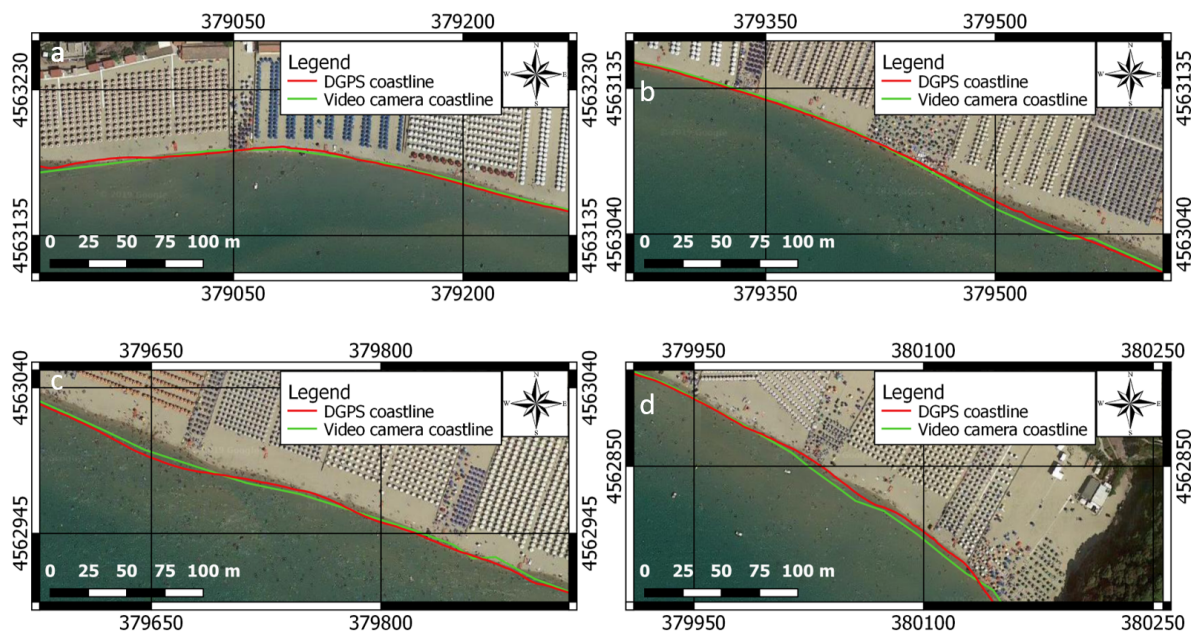 379050 379200
a
Legend
DGPS coastline
Video camera coastline
N
W E
S
4563230 4563230
4563135 4563135
0 25 50 75 100 m
379050 379200
379350 379500
b
Legend
DGPS coastline
Video camera coastline
N
W E
S
4563135 4563135
4563040 4563040
0 25 50 75 100 m
379350 379500
379650 379800
c
Legend
DGPS coastline
Video camera coastline
N
W E
S
4563040 4563040
4562945 4562945
0 25 50 75 100 m
379650 379800
379950 380100 380250
d
Legend
DGPS coastline
Video camera coastline
N
W E
S
4562850 4562850
0 25 50 75 100 m
379950 380100 380250